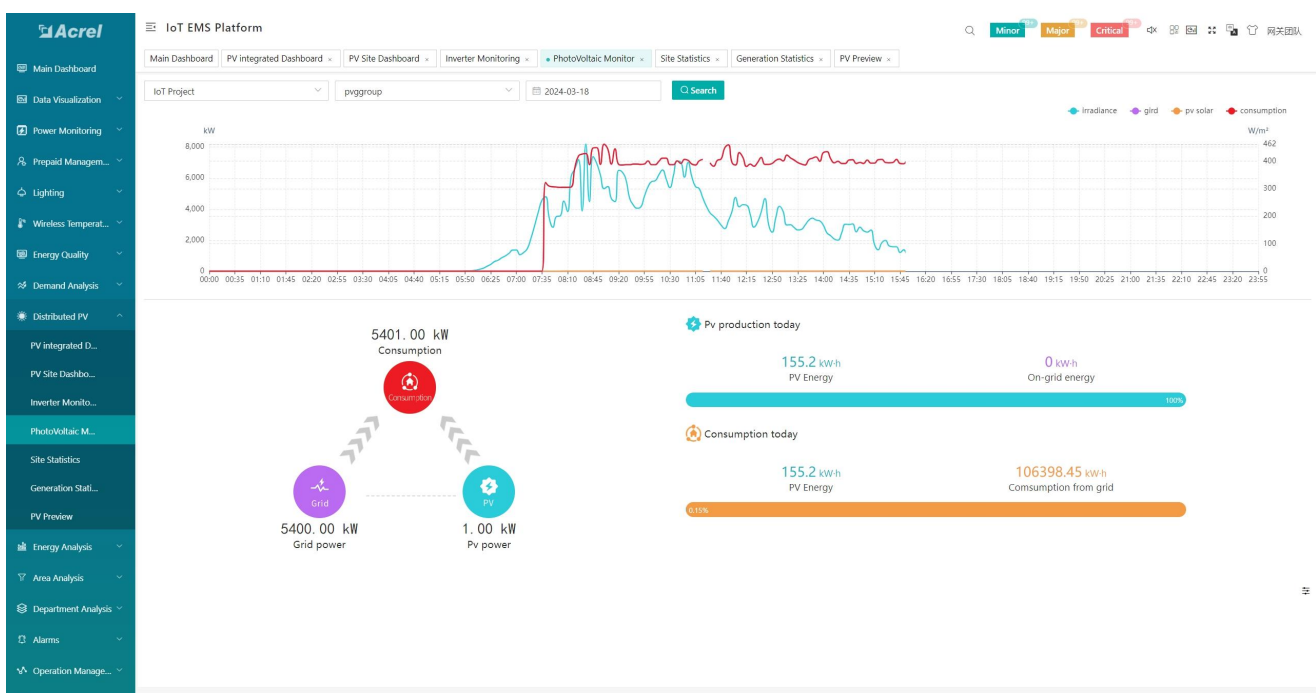 Acrel
IoT EMS Platform
Minor Major Critical 网关团队
Main Dashboard PV integrated Dashboard × PV Site Dashboard × Inverter Monitoring × PhotoVoltaic Monitor × Site Statistics × Generation Statistics × PV Preview ×
Main Dashboard
Data Visualization
Power Monitoring
Prepaid Managem...
Lighting
Wireless Temperat...
Energy Quality
Demand Analysis
Distributed PV
PV integrated D...
PV Site Dashbo...
Inverter Monito...
PhotoVoltaic M...
Site Statistics
Generation Stati...
PV Preview
Energy Analysis
Area Analysis
Department Analysis
Alarms
Operation Manage...
IoT Project pvggroup 2024-03-18 Search
irradiance gird pv solar consumption
kW W/m²
8,000 462
400
6,000
300
4,000
200
2,000
100
0 0
00:00 00:35 01:10 01:45 02:20 02:55 03:30 04:05 04:40 05:15 05:50 06:25 07:00 07:35 08:10 08:45 09:20 09:55 10:30 11:05 11:40 12:15 12:50 13:25 14:00 14:35 15:10 15:45 16:20 16:55 17:30 18:05 18:40 19:15 19:50 20:25 21:00 21:35 22:10 22:45 23:20 23:55
5401.00 kW
Consumption
Consumption
Grid
5400.00 kW
Grid power
PV
1.00 kW
Pv power
Pv production today
155.2 kW·h 0 kW·h
PV Energy On-grid energy
100%
Consumption today
155.2 kW·h 106398.45 kW·h
PV Energy Comsumption from grid
0.15%